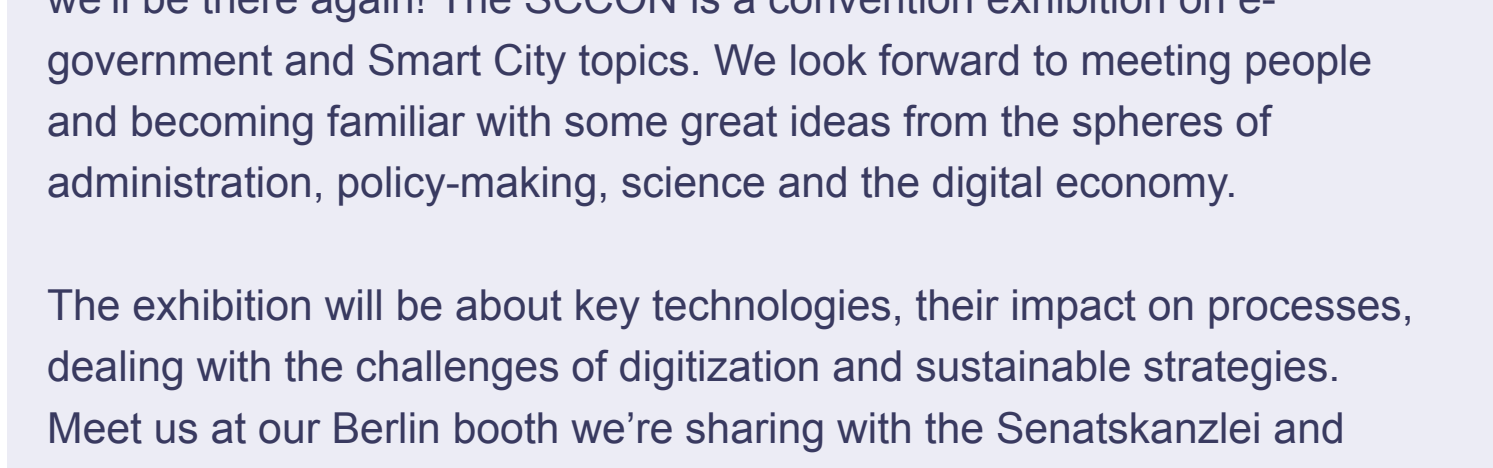 we'll be there again! The SCCON is a convention exhibition on e-
government and Smart City topics. We look forward to meeting people
and becoming familiar with some great ideas from the spheres of
administration, policy-making, science and the digital economy.
The exhibition will be about key technologies, their impact on processes,
dealing with the challenges of digitization and sustainable strategies.
Meet us at our Berlin booth we’re sharing with the Senatskanzlei and